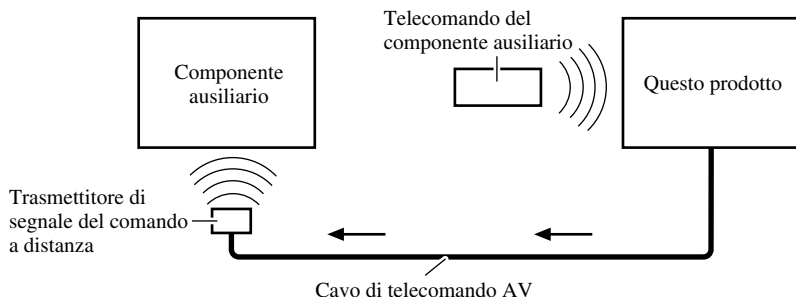 Telecomando del
componente ausiliario
Componente
ausiliario
Questo prodotto
Trasmettitore di
segnale del comando
a distanza
Cavo di telecomando AV